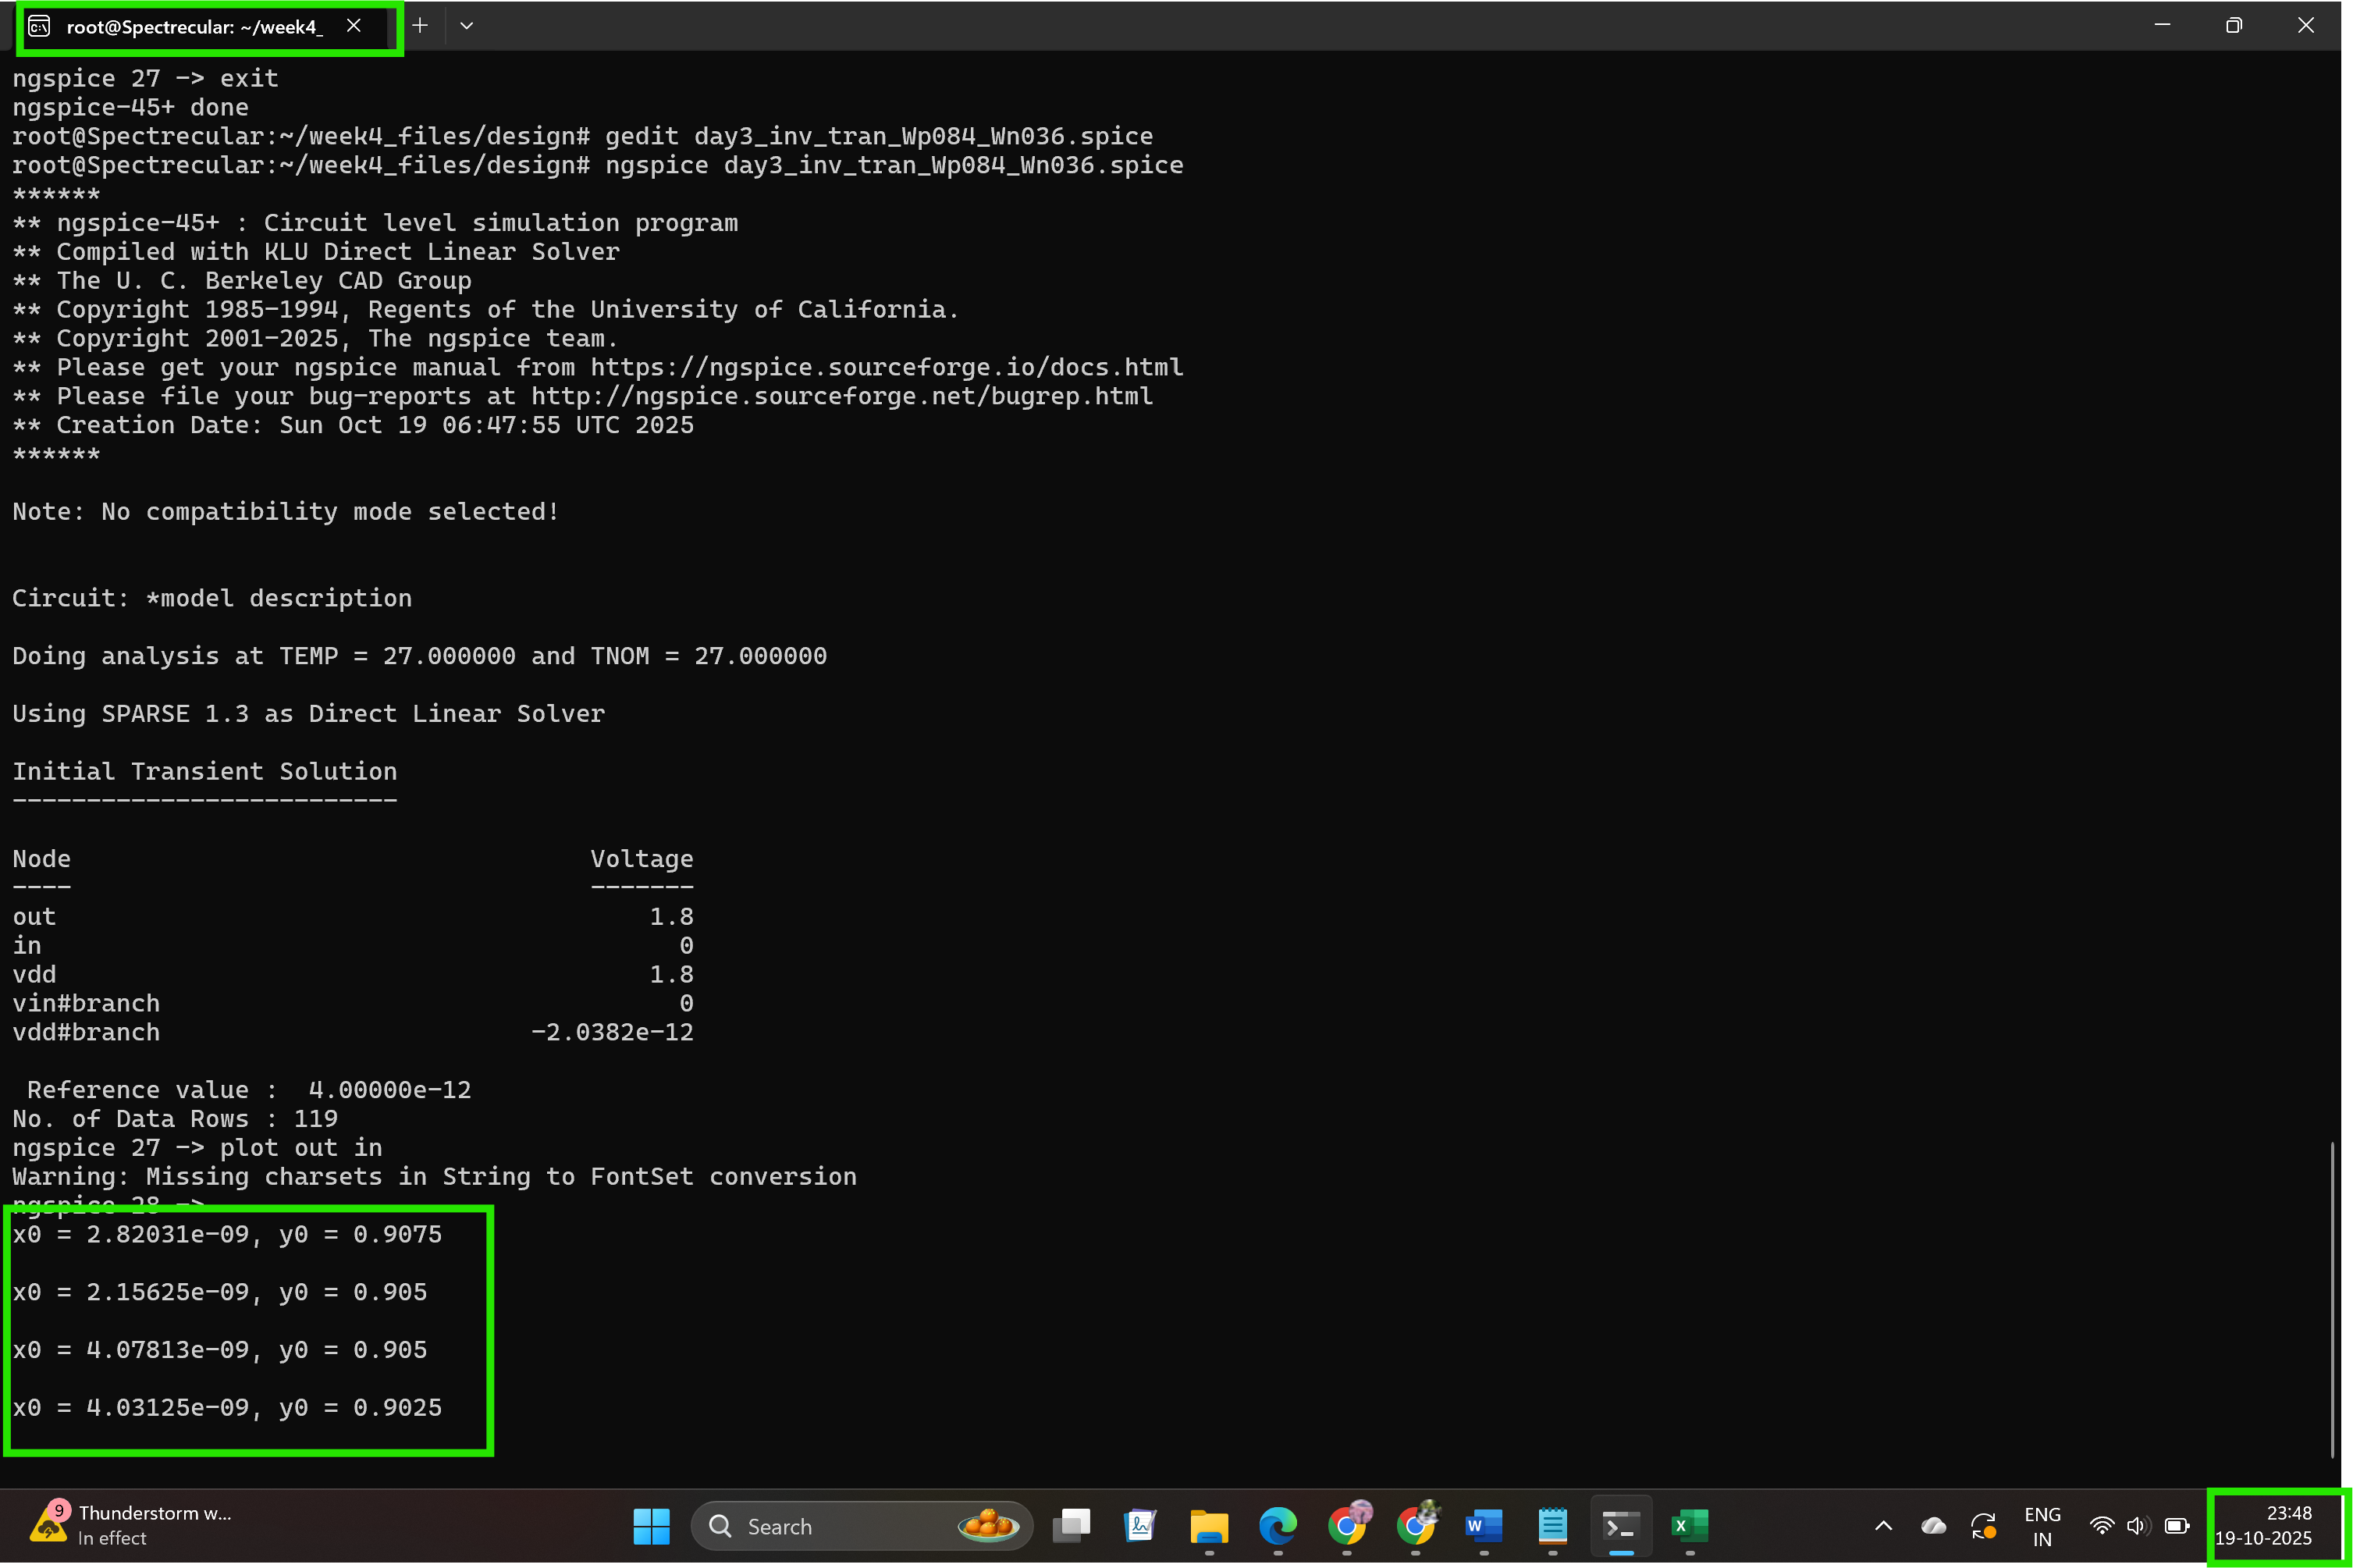 root@Spectrecular: ~/week4_
ngspice 27 -> exit
ngspice-45+ done
root@Spectrecular:~/week4_files/design# gedit day3_inv_tran_Wp084_Wn036.spice
root@Spectrecular:~/week4_files/design# ngspice day3_inv_tran_Wp084_Wn036.spice
******
** ngspice-45+ : Circuit level simulation program
** Compiled with KLU Direct Linear Solver
** The U. C. Berkeley CAD Group
** Copyright 1985-1994, Regents of the University of California.
** Copyright 2001-2025, The ngspice team.
** Please get your ngspice manual from https://ngspice.sourceforge.io/docs.html
** Please file your bug-reports at http://ngspice.sourceforge.net/bugrep.html
** Creation Date: Sun Oct 19 06:47:55 UTC 2025
******
Note: No compatibility mode selected!
Circuit: *model description
Doing analysis at TEMP = 27.000000 and TNOM = 27.000000
Using SPARSE 1.3 as Direct Linear Solver
Initial Transient Solution
--------------------------
Node Voltage
---- -------
out 1.8
in 0
vdd 1.8
vin#branch 0
vdd#branch -2.0382e-12
Reference value : 4.00000e-12
No. of Data Rows : 119
ngspice 27 -> plot out in
Warning: Missing charsets in String to FontSet conversion
ngspice 28 ->
x0 = 2.82031e-09, y0 = 0.9075
x0 = 2.15625e-09, y0 = 0.905
x0 = 4.07813e-09, y0 = 0.905
x0 = 4.03125e-09, y0 = 0.9025
9
Thunderstorm w...
In effect
Search
ENG
IN
23:48
19-10-2025